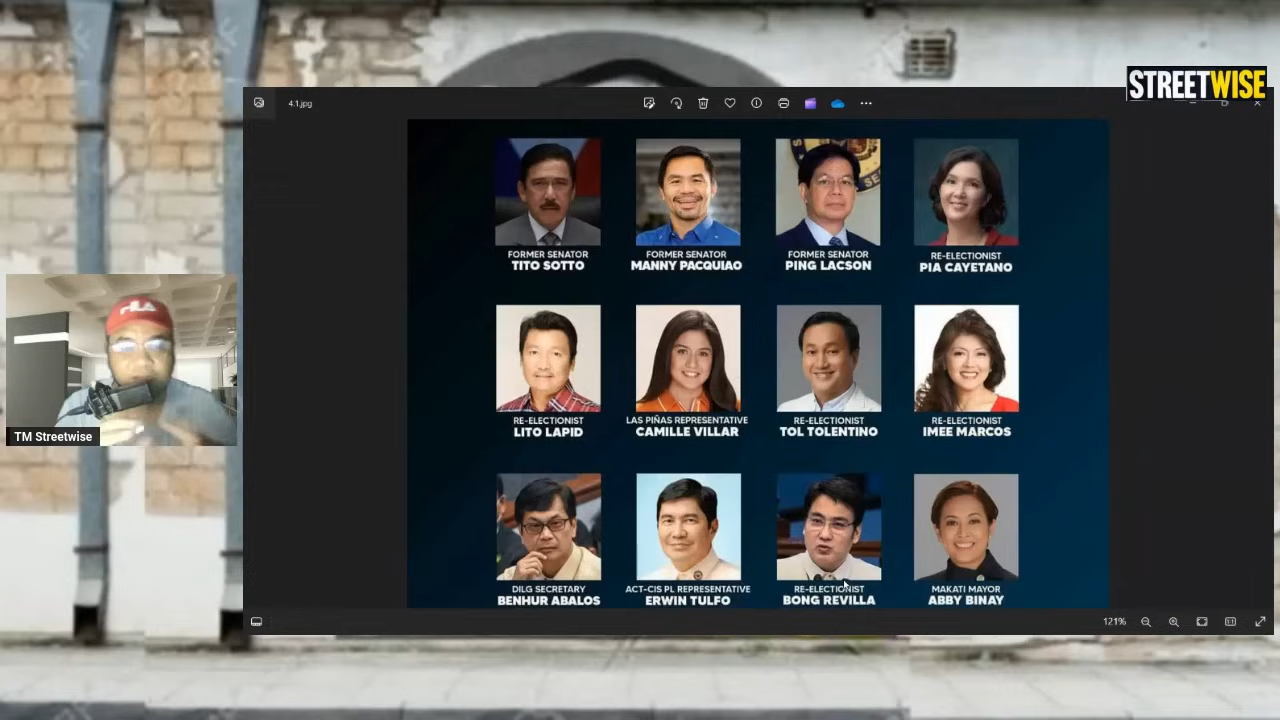 STREETWISE
4.1.jpg
FORMER SENATOR
TITO SOTTO
FORMER SENATOR
MANNY PACQUIAO
FORMER SENATOR
PING LACSON
RE-ELECTIONIST
PIA CAYETANO
RE-ELECTIONIST
LITO LAPID
LAS PIÑAS REPRESENTATIVE
CAMILLE VILLAR
RE-ELECTIONIST
TOL TOLENTINO
RE-ELECTIONIST
IMEE MARCOS
FILA
TM Streetwise
DILG SECRETARY
BENHUR ABALOS
ACT-CIS PL REPRESENTATIVE
ERWIN TULFO
RE-ELECTIONIST
BONG REVILLA
MAKATI MAYOR
ABBY BINAY
121%